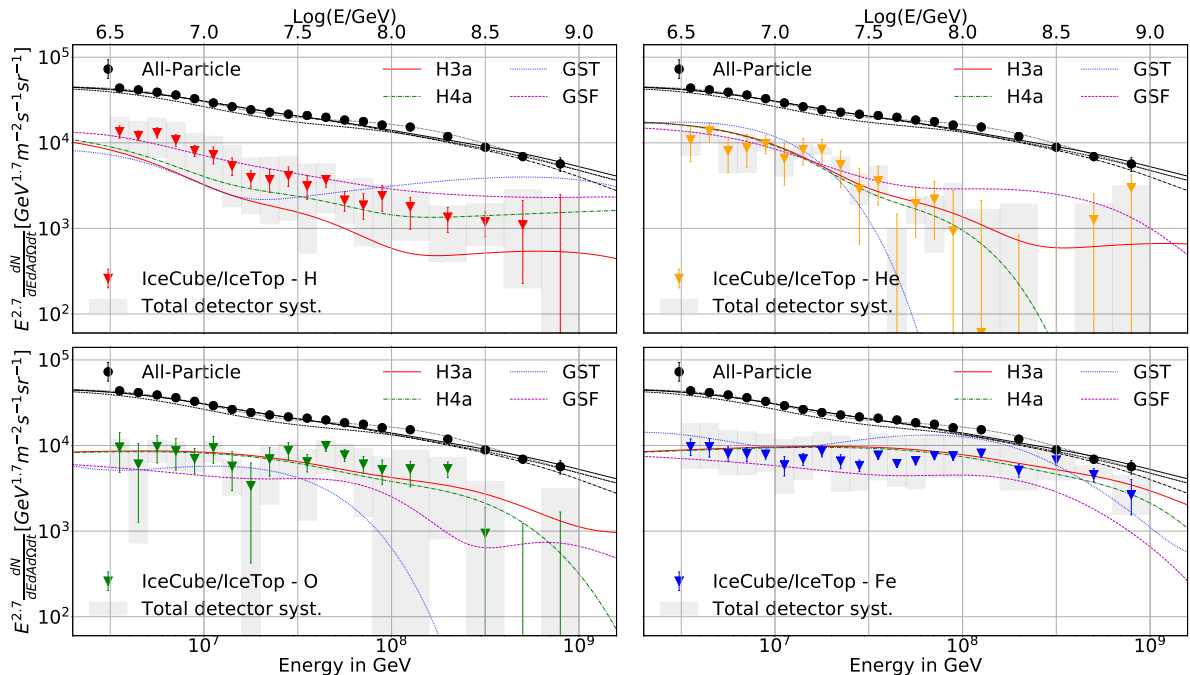 Log(E/GeV) Log(E/GeV)
6.5 7.0 7.5 8.0 8.5 9.0 6.5 7.0 7.5 8.0 8.5 9.0
10^5
10^4
10^3
10^2
E^2.7 dN/dEdAdΩdt [GeV^1.7 m^−2 s^−1 sr^−1]
All-Particle
H3a
H4a
GST
GSF
IceCube/IceTop - H
Total detector syst.
All-Particle
H3a
H4a
GST
GSF
IceCube/IceTop - He
Total detector syst.
10^5
10^4
10^3
10^2
E^2.7 dN/dEdAdΩdt [GeV^1.7 m^−2 s^−1 sr^−1]
All-Particle
H3a
H4a
GST
GSF
IceCube/IceTop - O
Total detector syst.
All-Particle
H3a
H4a
GST
GSF
IceCube/IceTop - Fe
Total detector syst.
10^7 10^8 10^9 10^7 10^8 10^9
Energy in GeV Energy in GeV